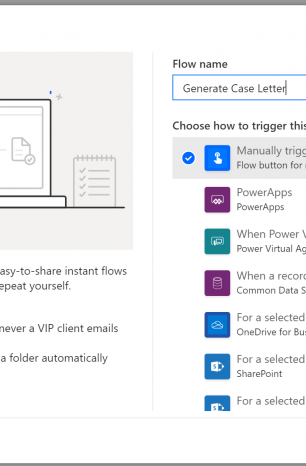 Flow name
Generate Case Letter
Choose how to trigger this
Manually trigg
Flow button for
PowerApps
PowerApps
When Power V
Power Virtual Ag
When a record
Common Data S
For a selected
OneDrive for Bus
For a selected
SharePoint
For a selected
asy-to-share instant flows
epeat yourself.
never a VIP client emails
a folder automatically